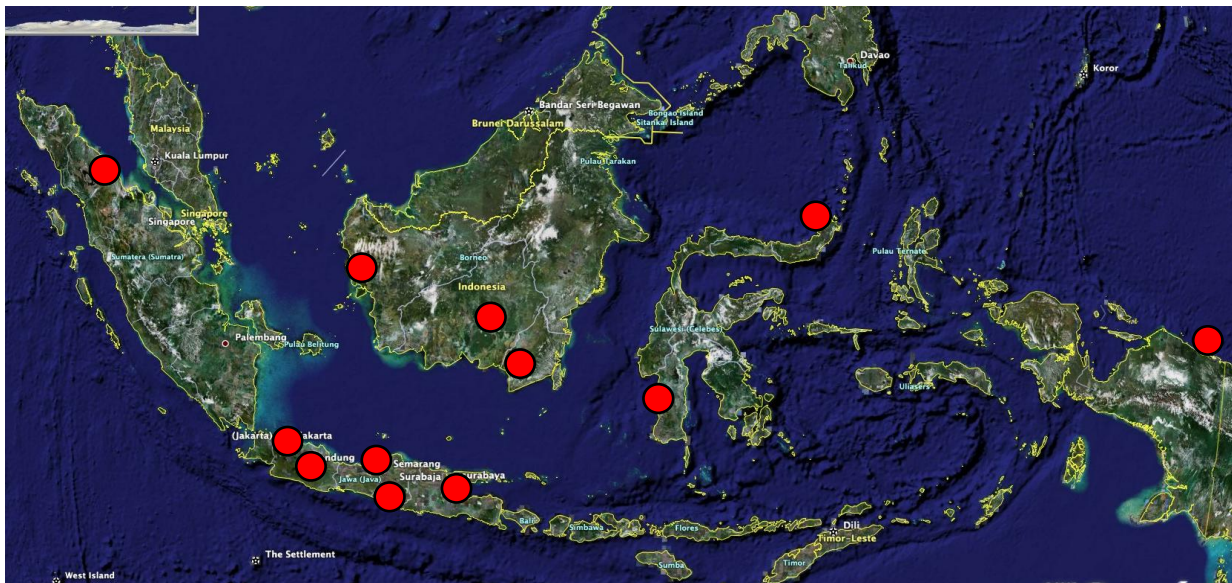 Davao
Tankud
Koror
Bandar Seri Begawan
Bongao Island
Brunei Darussalam
Sitankai Island
Malaysia
Kuala Lumpur
Pulau Tarakan
Singapore
Singapore
Pulau Ternate
Sumatera (Sumatra)
Borneo
Indonesia
Palembang
Pulau Belitung
Sulawesi (Celebes)
Uliasers
(Jakarta)
akarta
ndung
Semarang
Jawa (Java)
Surabaja
surabaya
Bali
Simbawa
Flores
Dili
Timor-Leste
The Settlement
Sumba
Timor
West Island